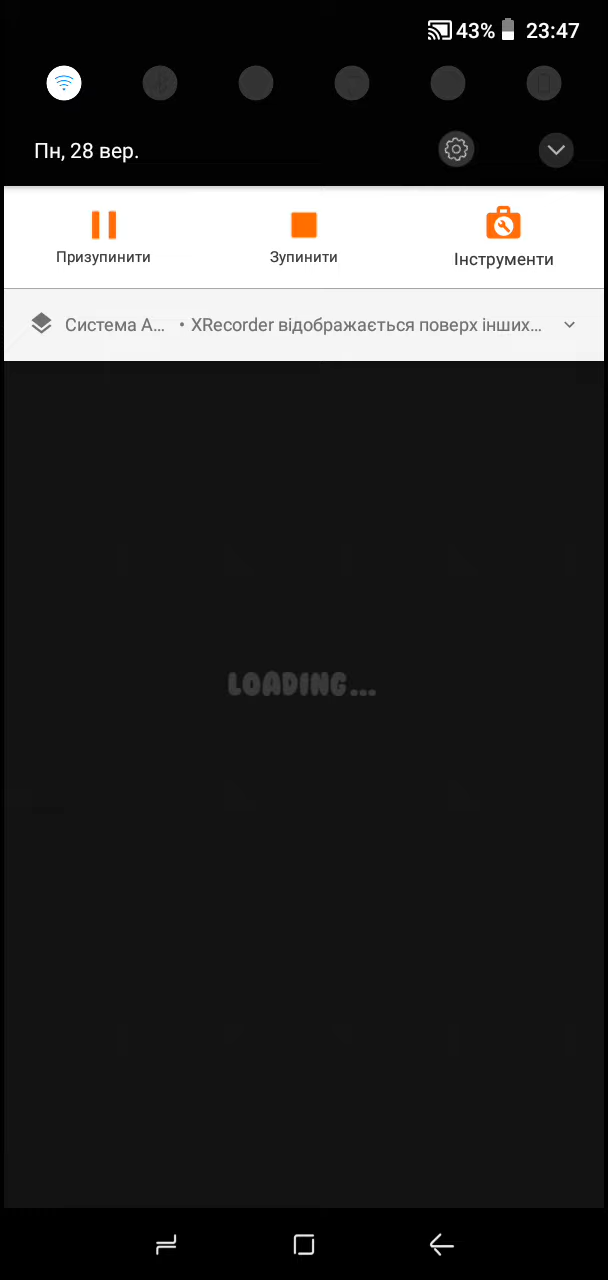 43% 23:47
Пн, 28 вер.
Призупинити Зупинити Інструменти
Система A... • XRecorder відображається поверх інших...
LOADING...